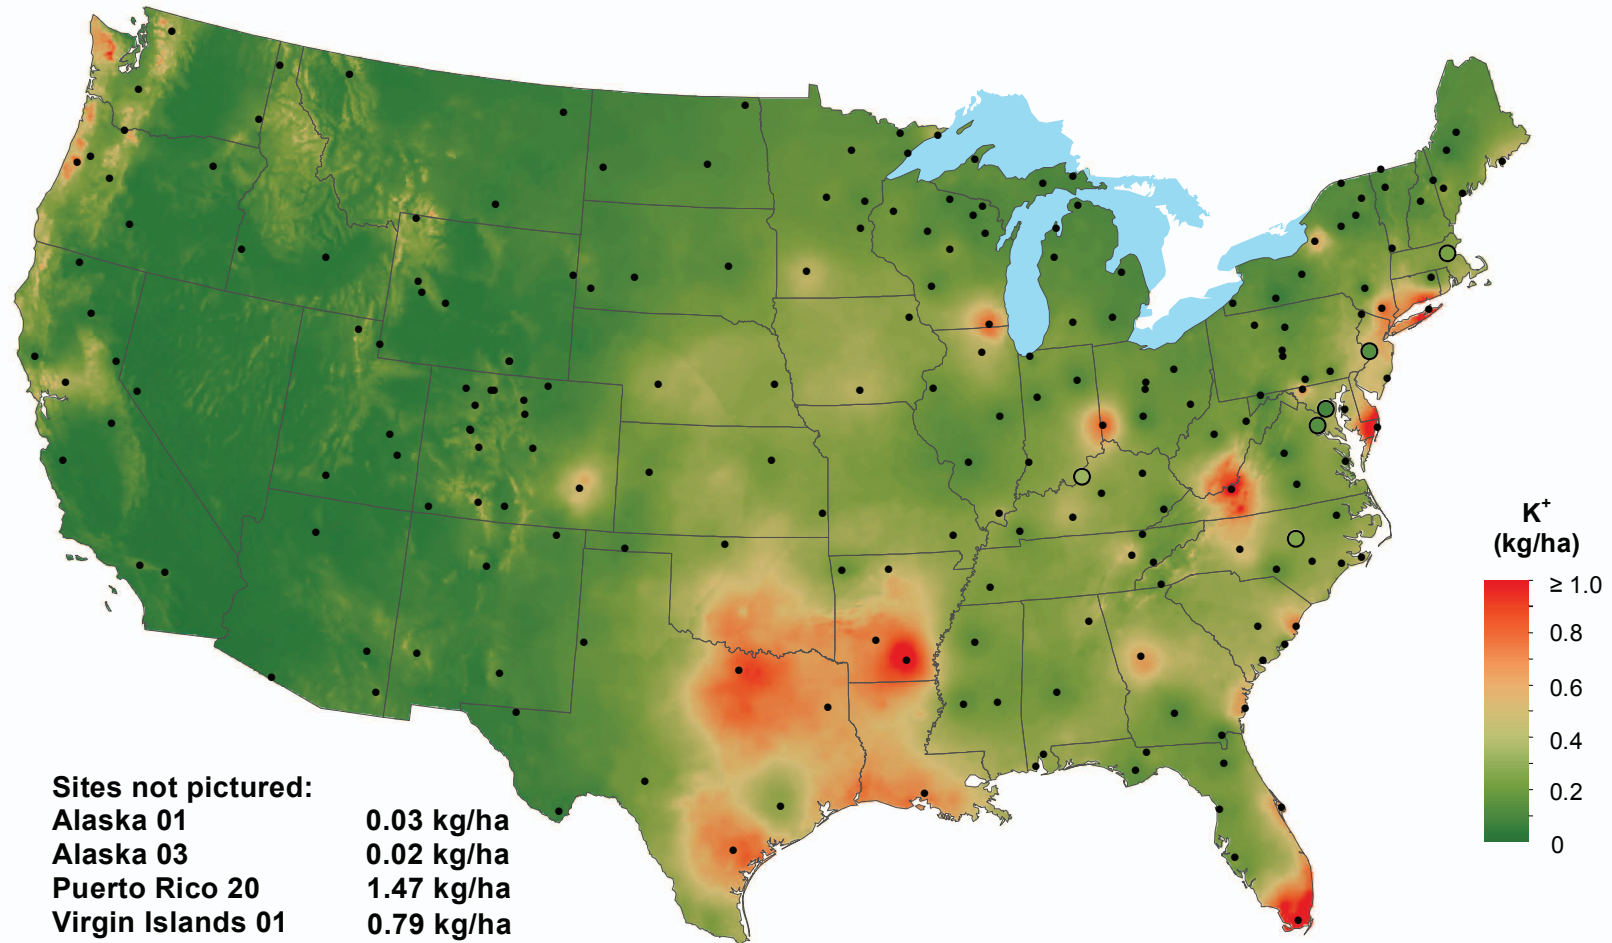 K+
(kg/ha)
≥ 1.0
0.8
0.6
0.4
0.2
0
Sites not pictured:
Alaska 01 0.03 kg/ha
Alaska 03 0.02 kg/ha
Puerto Rico 20 1.47 kg/ha
Virgin Islands 01 0.79 kg/ha